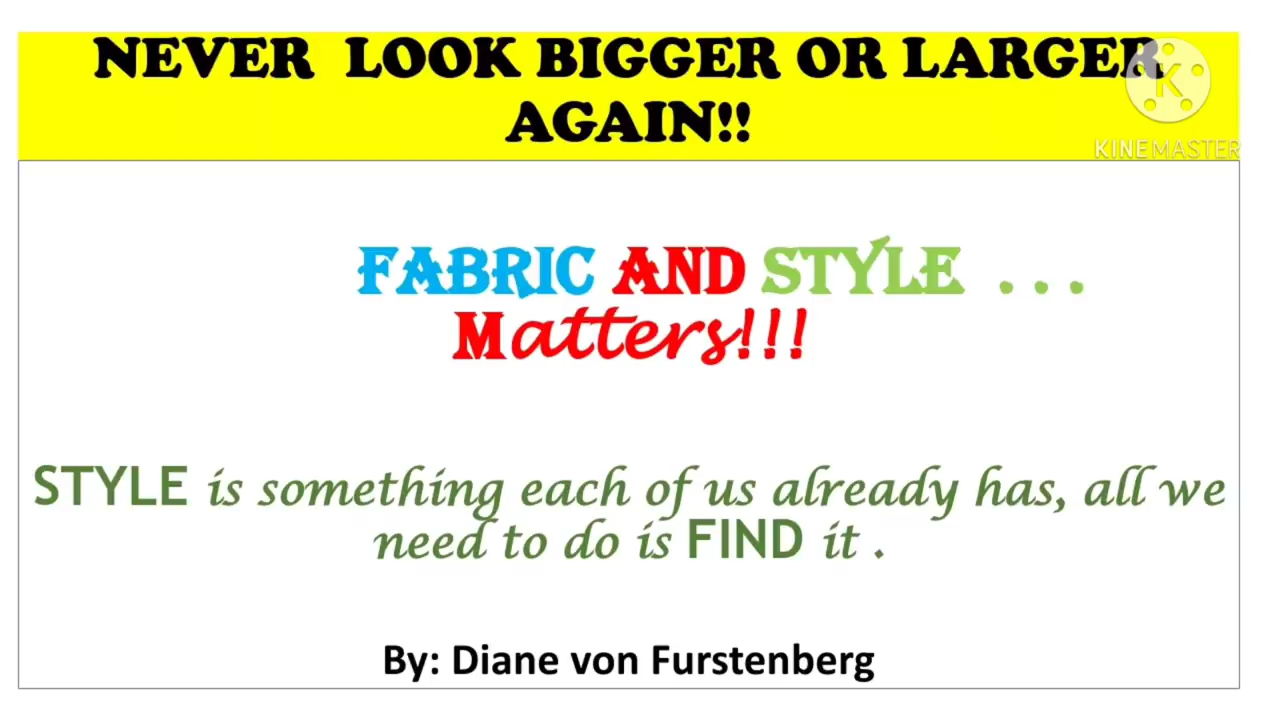 NEVER LOOK BIGGER OR LARGER
AGAIN!!
K
KINEMASTER
FABRIC AND STYLE ...
Matters!!!
STYLE is something each of us already has, all we
need to do is FIND it .
By: Diane von Furstenberg